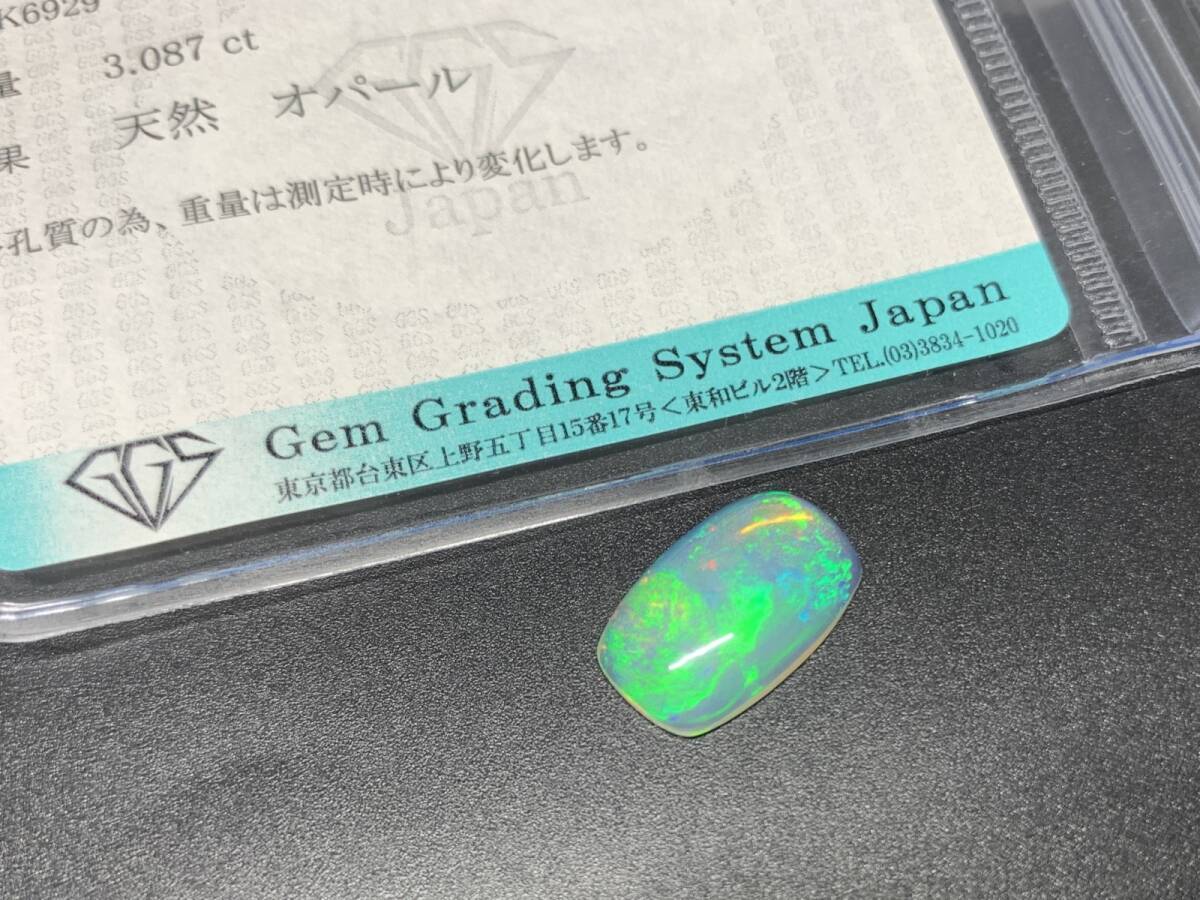 K6929
量 3.087 ct
果 天然 オパール
孔質の為、重量は測定時により変化します。
GGS
Japan
Gem Grading System Japan
東京都台東区上野五丁目15番17号＜東和ビル2階＞TEL.(03)3834-1020
GGS